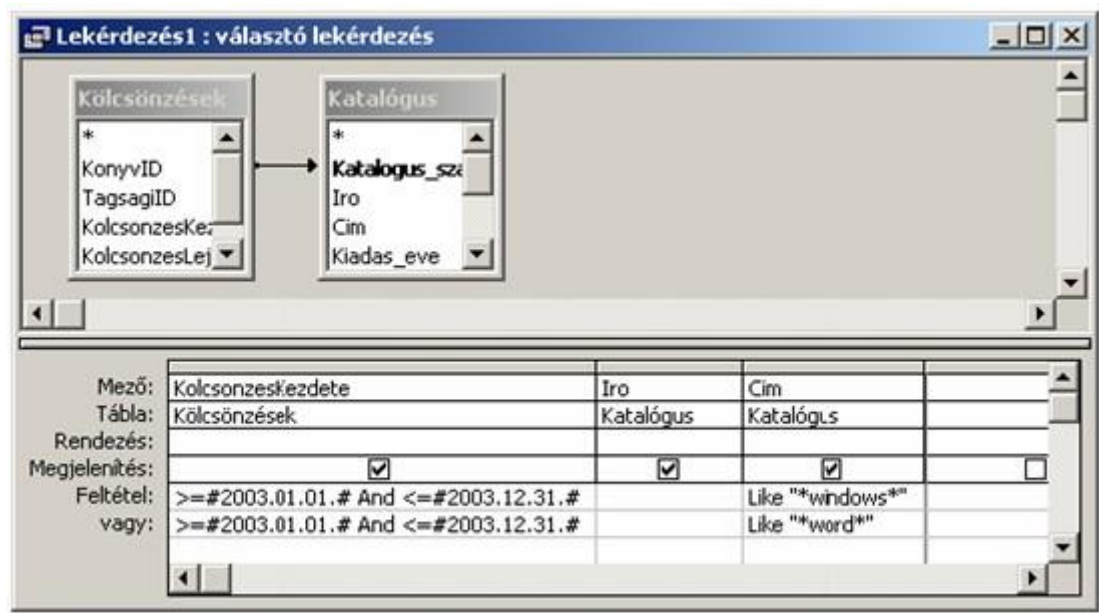 Lekérdezés1 : választó lekérdezés
Kölcsönzések
*
KonyvID
TagsagiID
KolcsonzesKez
KolcsonzesLej
Katalógus
*
Katalogus_sza
Iro
Cim
Kiadas_eve
Mező: KolcsonzesKezdete Iro Cim
Tábla: Kölcsönzések Katalógus Katalógus
Rendezés:
Megjelenítés:
Feltétel: >=#2003.01.01.# And <=#2003.12.31.# Like "*windows*"
vagy: >=#2003.01.01.# And <=#2003.12.31.# Like "*word*"